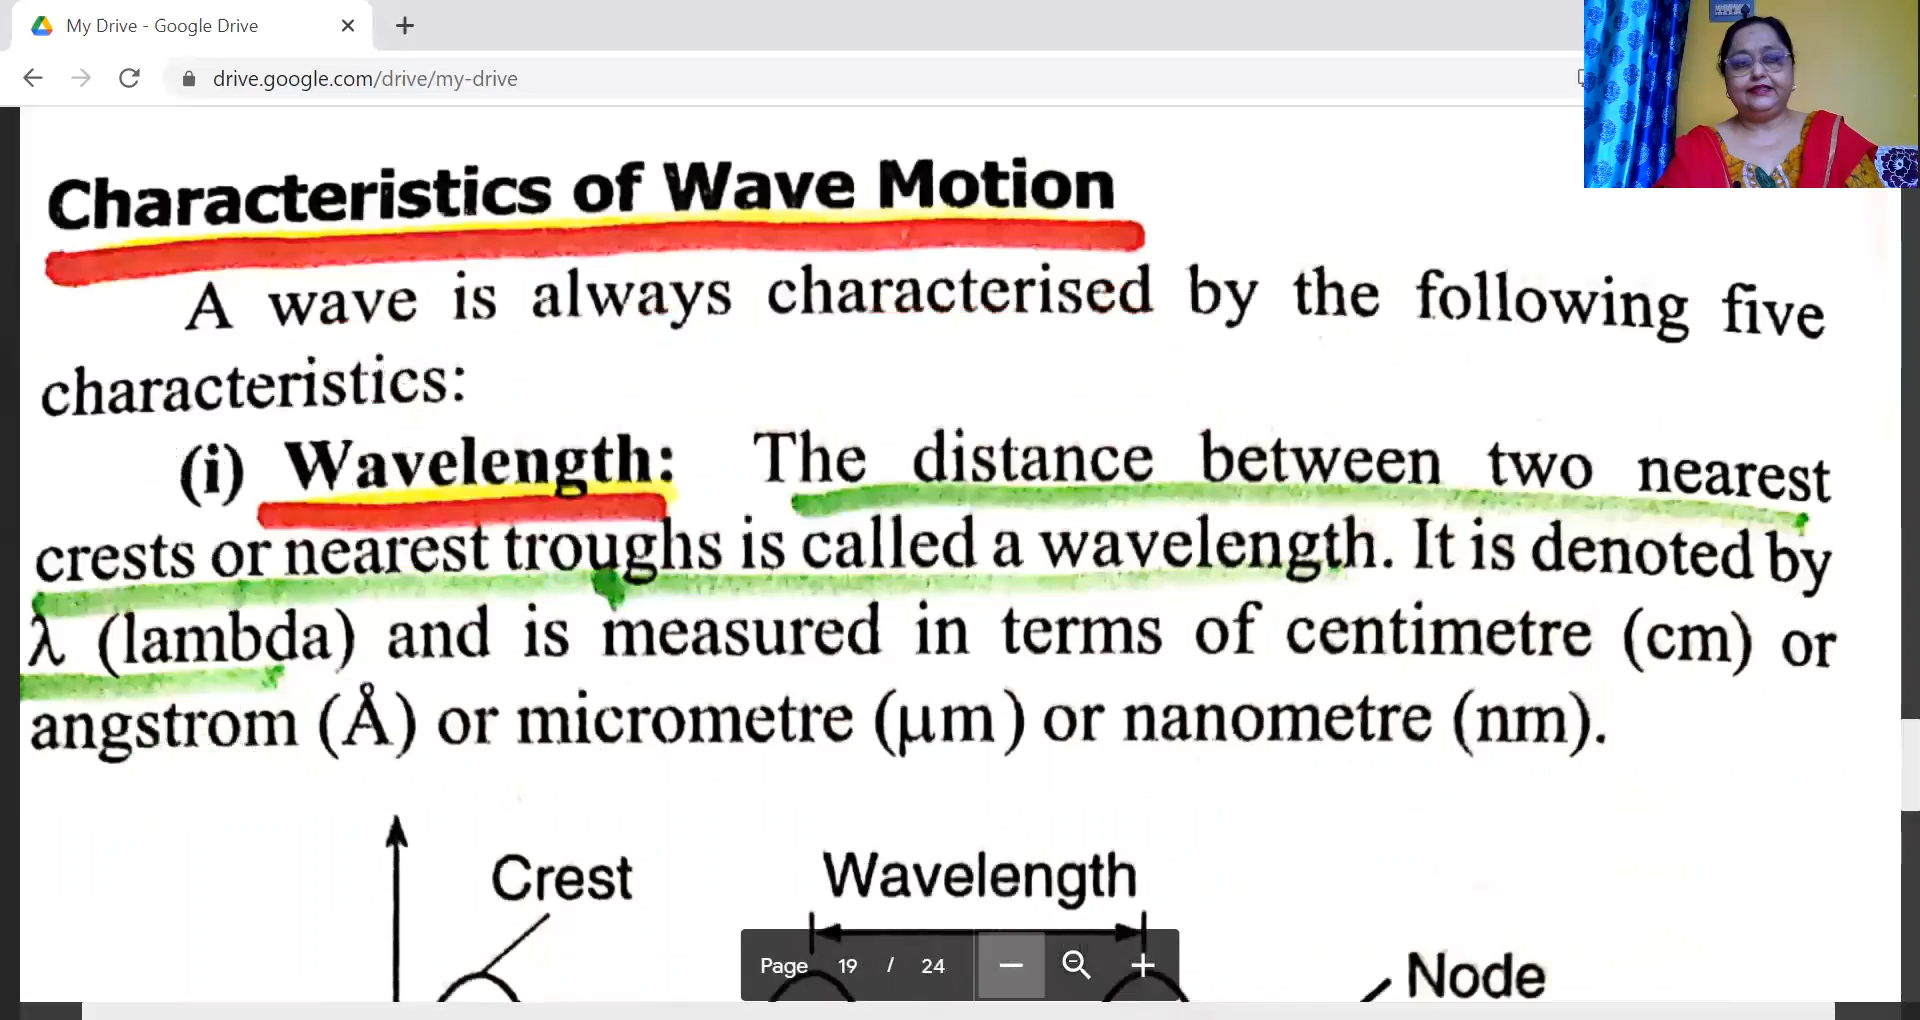 My Drive - Google Drive
drive.google.com/drive/my-drive
Characteristics of Wave Motion
A wave is always characterised by the following five
characteristics:
(i) Wavelength: The distance between two nearest
crests or nearest troughs is called a wavelength. It is denoted by
λ (lambda) and is measured in terms of centimetre (cm) or
angstrom (Å) or micrometre (μm) or nanometre (nm).
Crest
Wavelength
Node
Page 19 / 24